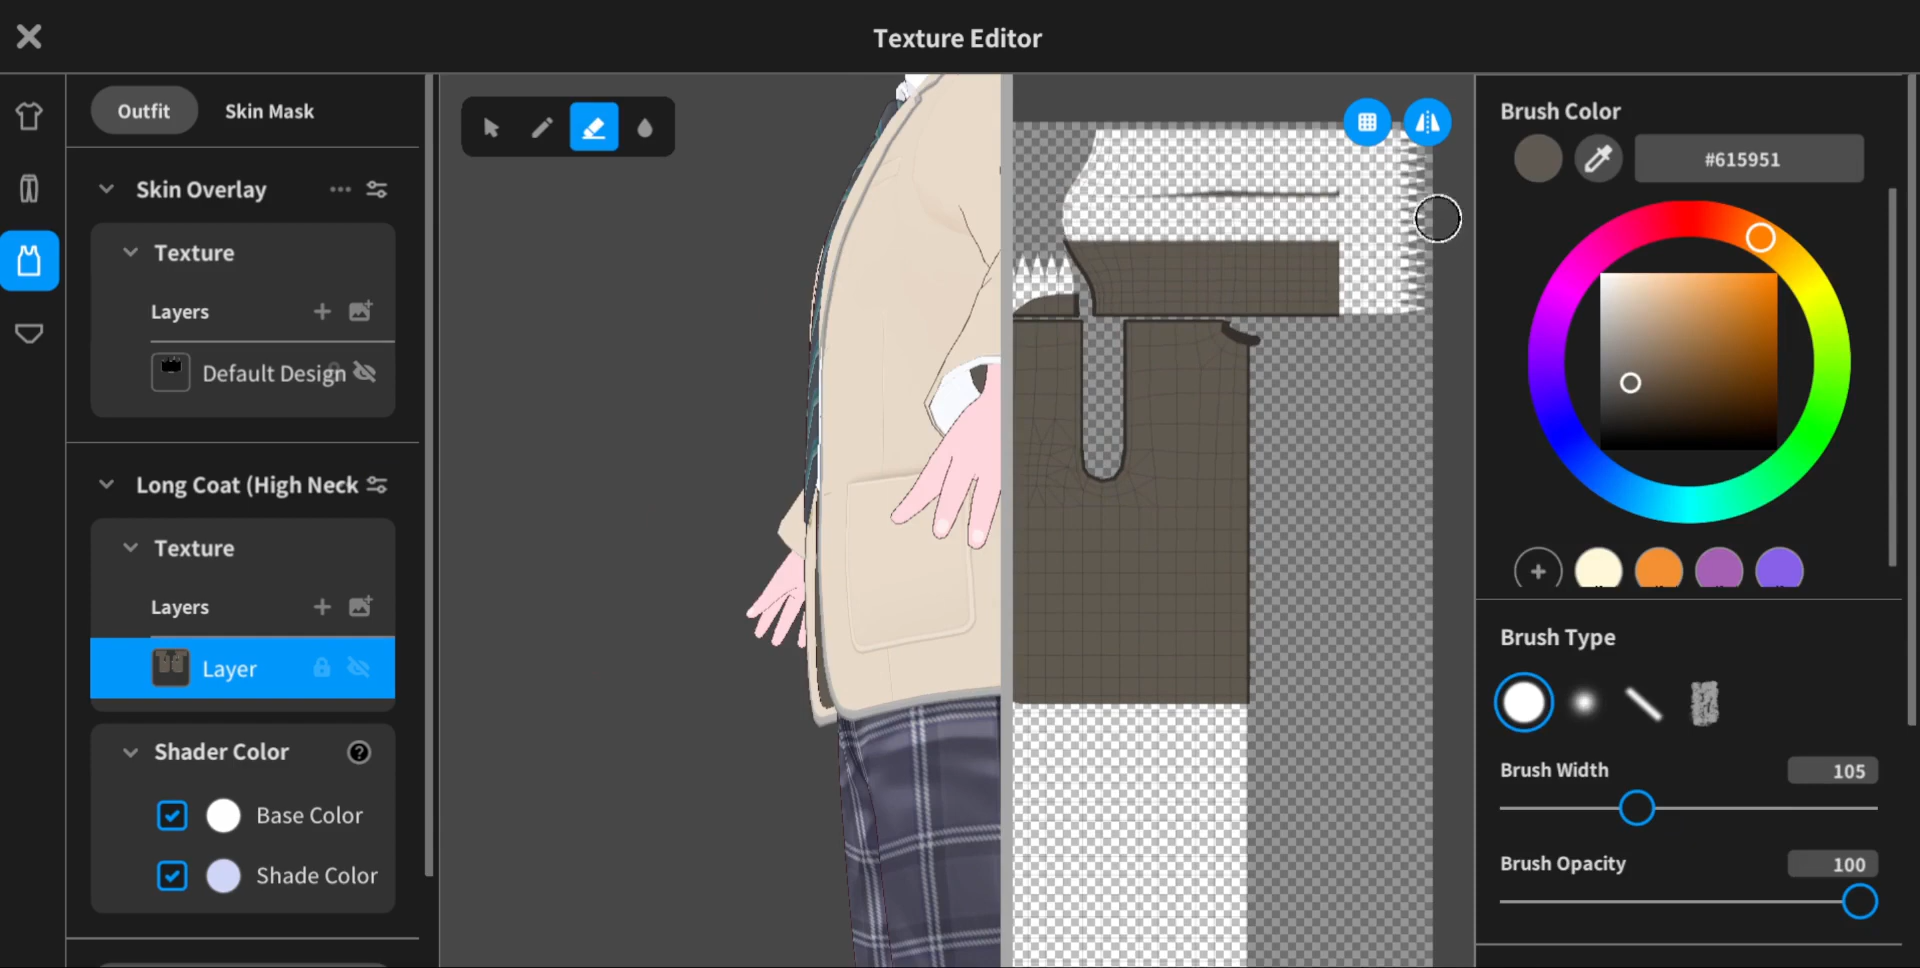 Texture Editor
Outfit
Skin Mask
Skin Overlay
Texture
Layers
Default Design
Long Coat (High Neck
Texture
Layers
Layer
Shader Color
Base Color
Shade Color
Brush Color
#615951
Brush Type
Brush Width
105
Brush Opacity
100